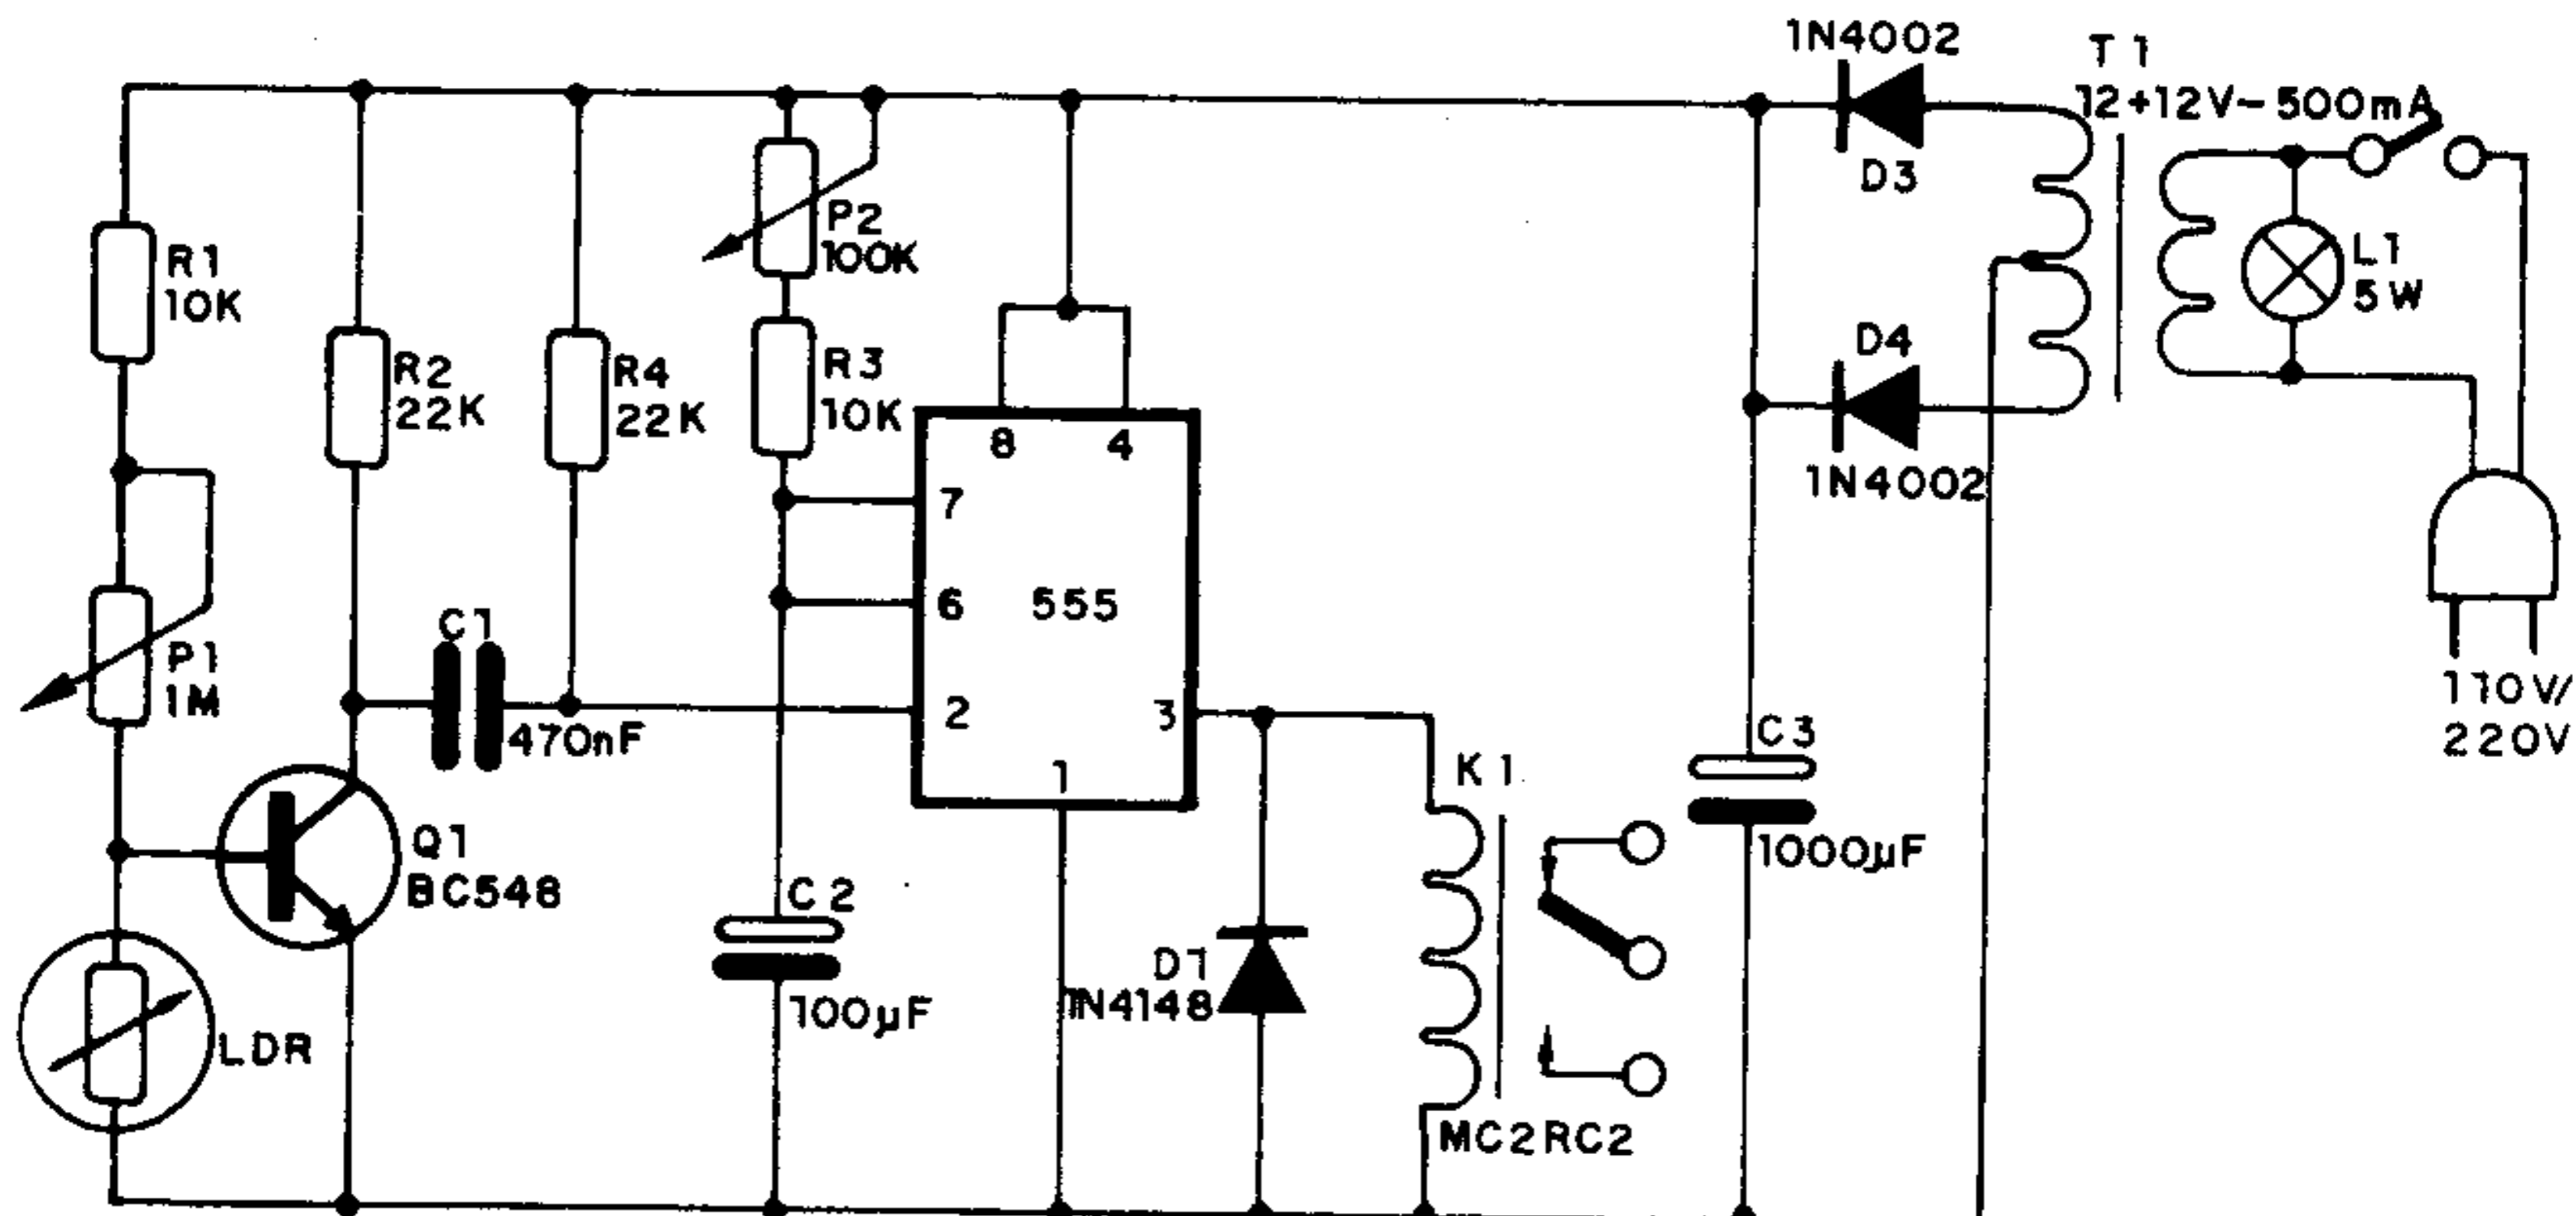 1N4002
T1
12+12V-500mA
D3
P2
100K
R1
10K
L1
5W
R2
22K
R4
22K
R3
10K
D4
1N4002
8
4
7
6
555
C1
470nF
P1
1M
2
3
1
110V/
220V
C3
1000µF
K1
Q1
BC548
C2
100µF
D1
1N4148
LDR
MC2RC2